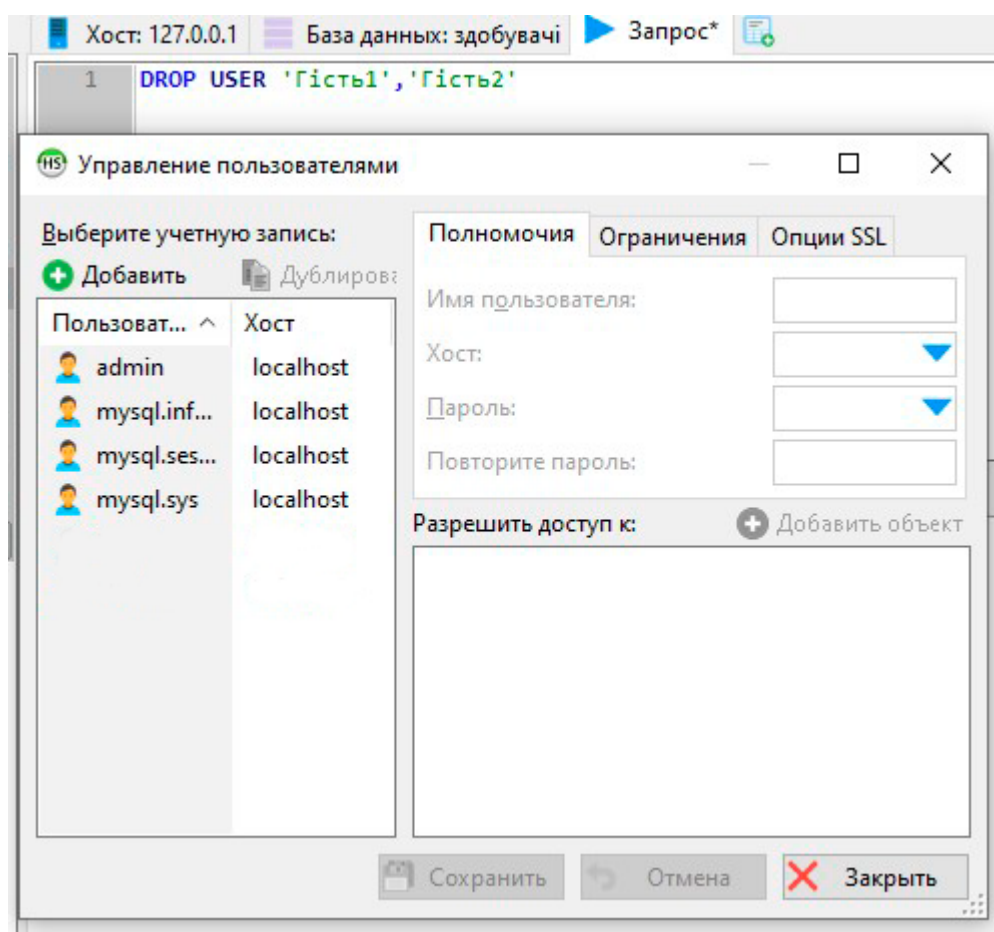 Хост: 127.0.0.1 База данных: здобувачі Запрос*
1 DROP USER 'Гість1','Гість2'
HS Управление пользователями
Выберите учетную запись:
Добавить Дублирова
Пользоват... Хост
admin localhost
mysql.inf... localhost
mysql.ses... localhost
mysql.sys localhost
Полномочия Ограничения Опции SSL
Имя пользователя:
Хост:
Пароль:
Повторите пароль:
Разрешить доступ к: Добавить объект
Сохранить Отмена Закрыть